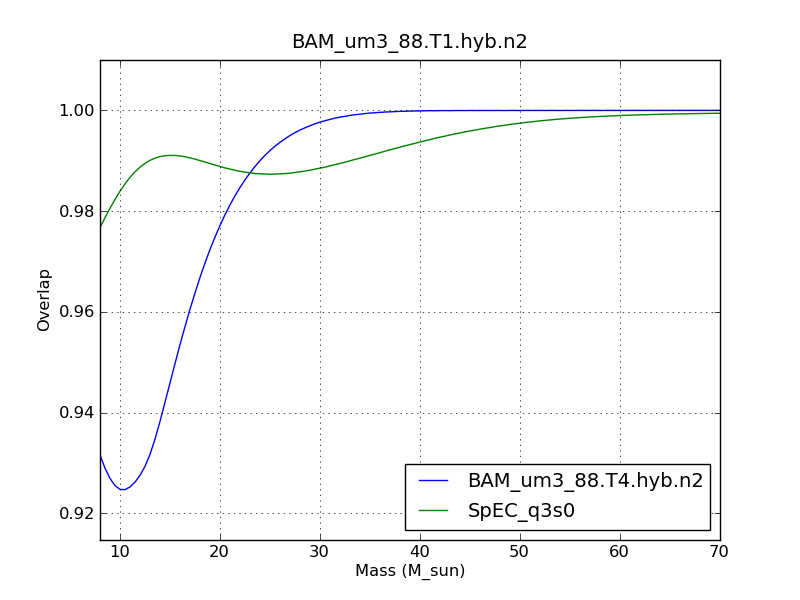 BAM_um3_88.T1.hyb.n2
1.00
0.98
0.96
0.94
0.92
Overlap
BAM_um3_88.T4.hyb.n2
SpEC_q3s0
10 20 30 40 50 60 70
Mass (M_sun)